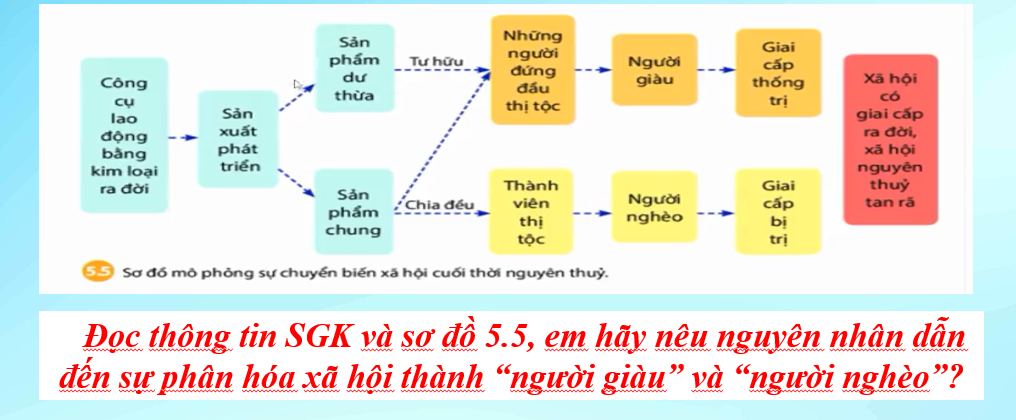 Công
cụ
lao
động
bằng
kim loại
ra đời
Sản
xuất
phát
triển
Sản
phẩm
dư
thừa
Sản
phẩm
chung
Tư hữu
Chia đều
Những
người
đứng
đầu
thị tộc
Người
giàu
Giai
cấp
thống
trị
Thành
viên
thị
tộc
Người
nghèo
Giai
cấp
bị
trị
Xã hội
có
giai cấp
ra đời,
xã hội
nguyên
thuỷ
tan rã
5.5 Sơ đồ mô phỏng sự chuyển biến xã hội cuối thời nguyên thuỷ.
Đọc thông tin SGK và sơ đồ 5.5, em hãy nêu nguyên nhân dẫn
đến sự phân hóa xã hội thành “người giàu” và “người nghèo”?